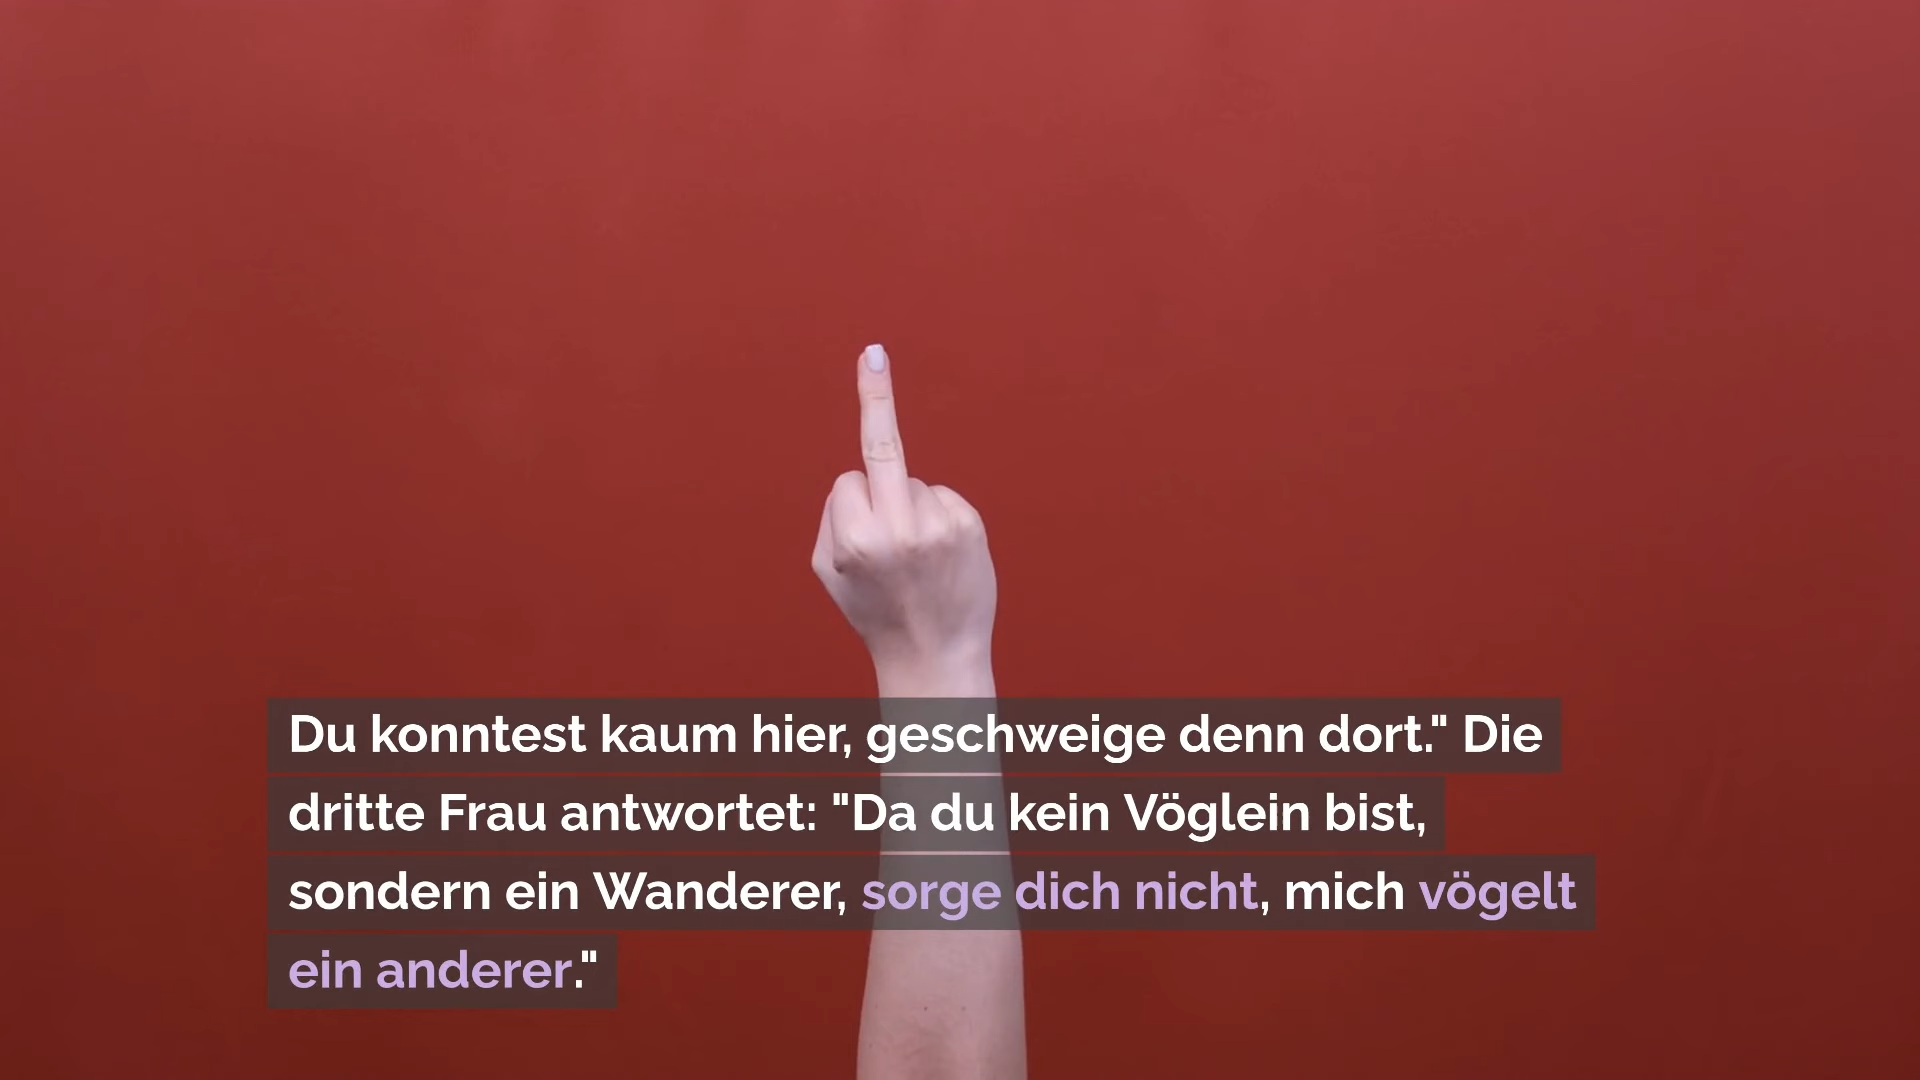 Du konntest kaum hier, geschweige denn dort." Die
dritte Frau antwortet: "Da du kein Vöglein bist,
sondern ein Wanderer, sorge dich nicht, mich vögelt
ein anderer."